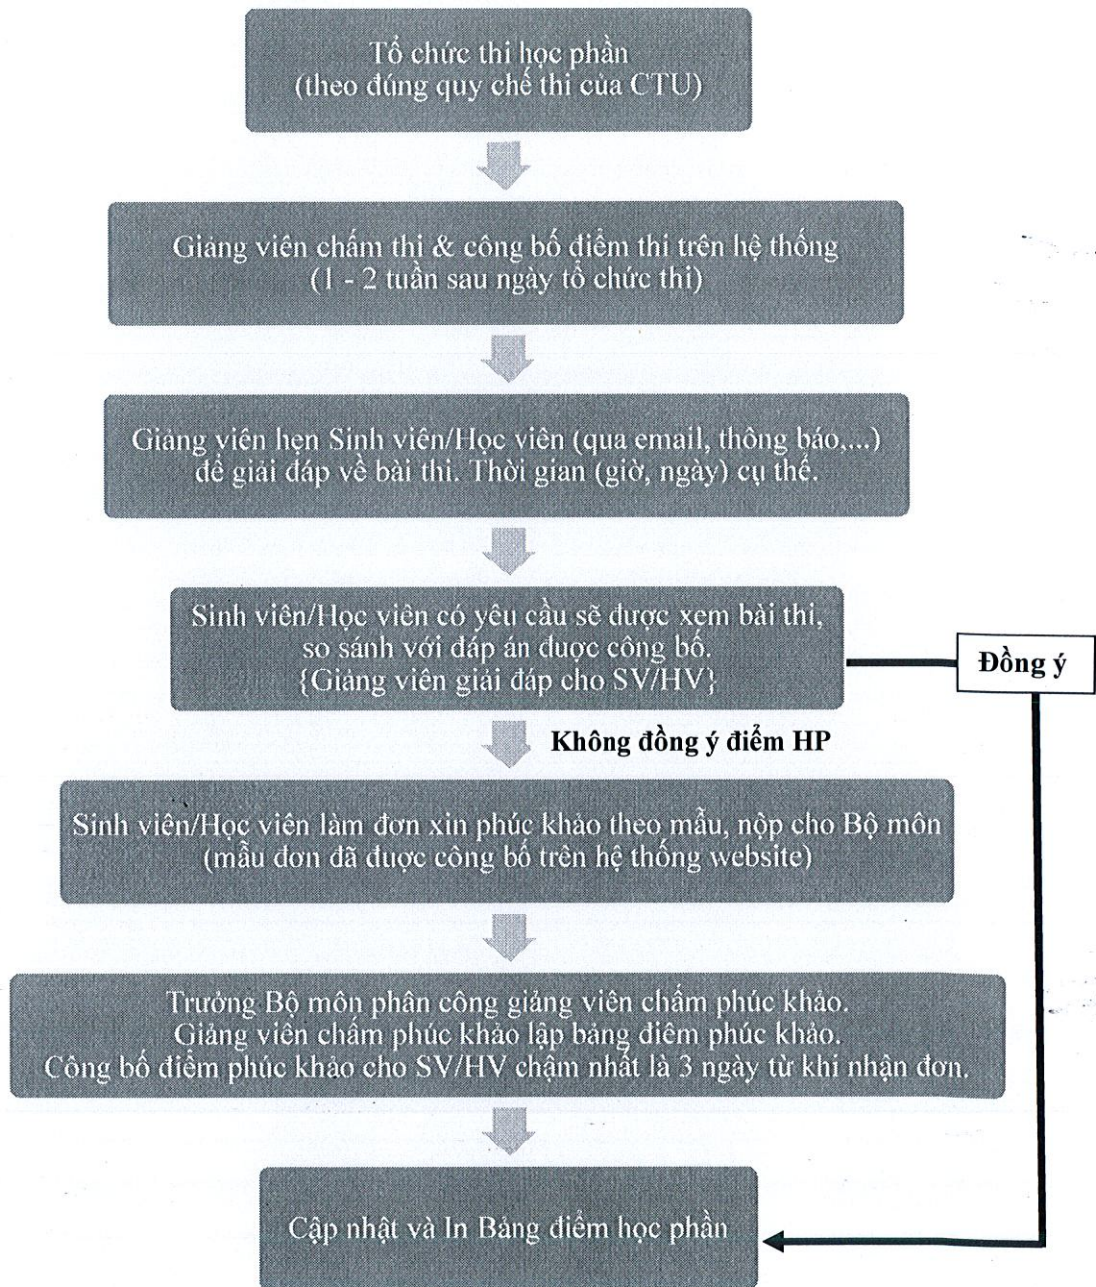 Tổ chức thi học phần
(theo đúng quy chế thi của CTU)
Giảng viên chấm thi & công bố điểm thi trên hệ thống
(1 - 2 tuần sau ngày tổ chức thi)
Giảng viên hẹn Sinh viên/Học viên (qua email, thông báo,...)
để giải đáp về bài thi. Thời gian (giờ, ngày) cụ thể.
Sinh viên/Học viên có yêu cầu sẽ được xem bài thi,
so sánh với đáp án được công bố.
{Giảng viên giải đáp cho SV/HV}
Đồng ý
Không đồng ý điểm HP
Sinh viên/Học viên làm đơn xin phúc khảo theo mẫu, nộp cho Bộ môn
(mẫu đơn đã được công bố trên hệ thống website)
Trưởng Bộ môn phân công giảng viên chấm phúc khảo.
Giảng viên chấm phúc khảo lập bảng điểm phúc khảo.
Công bố điểm phúc khảo cho SV/HV chậm nhất là 3 ngày từ khi nhận đơn.
Cập nhật và In Bảng điểm học phần